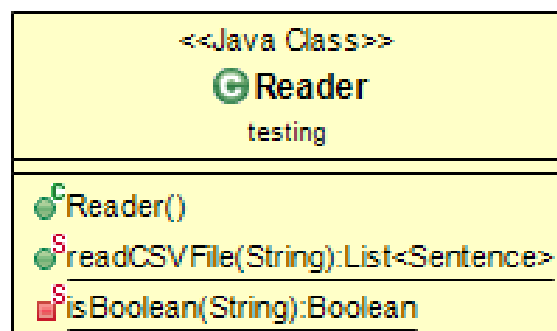 <<Java Class>>
C Reader
testing
C Reader()
S readCSVFile(String):List<Sentence>
S isBoolean(String):Boolean